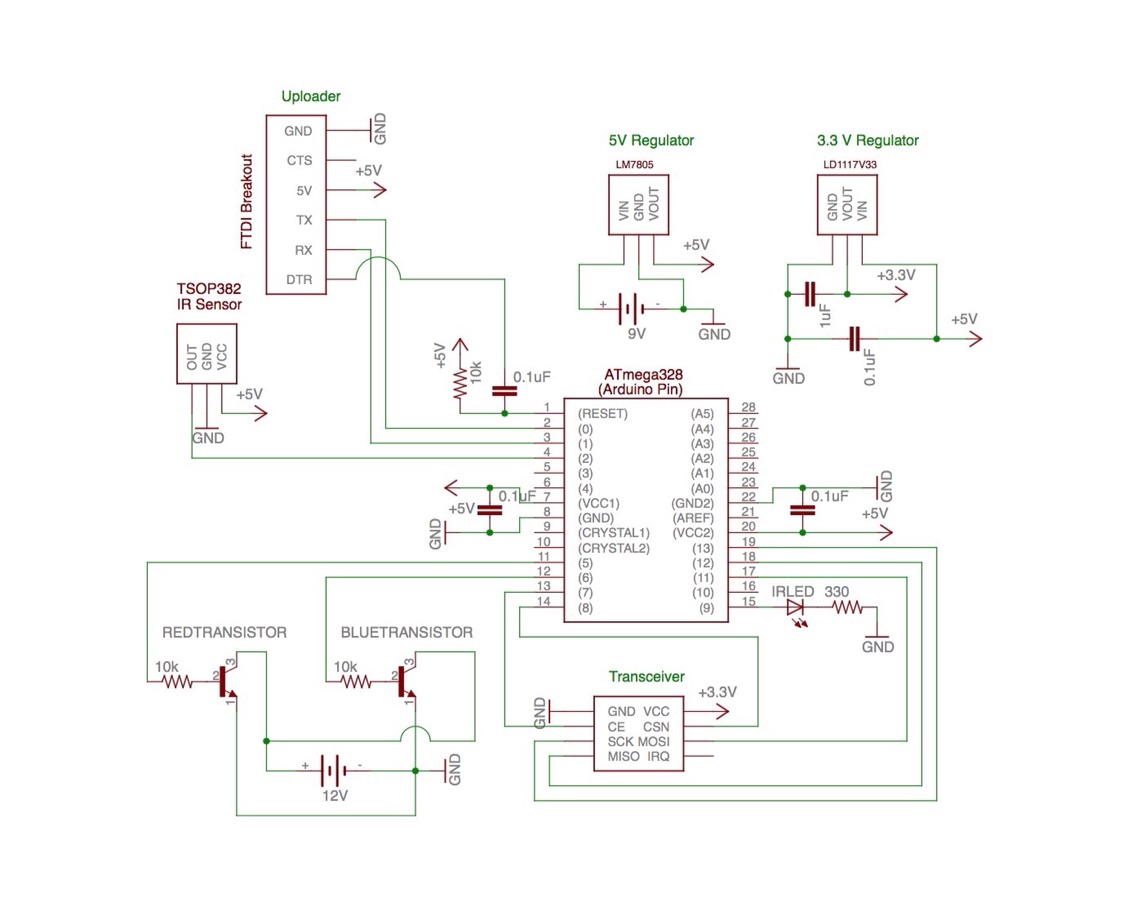 Uploader
FTDI Breakout
GND
CTS
5V
TX
RX
DTR
GND
+5V
5V Regulator
LM7805
VIN
GND
VOUT
+5V
+
-
9V
GND
3.3 V Regulator
LD1117V33
GND
VOUT
VIN
+3.3V
1uF
+5V
0.1uF
GND
TSOP382
IR Sensor
OUT
GND
VCC
+5V
GND
+5V
10k
0.1uF
ATmega328
(Arduino Pin)
1 (RESET) (A5) 28
2 (0) (A4) 27
3 (1) (A3) 26
4 (2) (A2) 25
5 (3) (A1) 24
6 (4) (A0) 23
7 (VCC1) (GND2) 22
8 (GND) (AREF) 21
9 (CRYSTAL1) (VCC2) 20
10 (CRYSTAL2) (13) 19
11 (5) (12) 18
12 (6) (11) 17
13 (7) (10) 16
14 (8) (9) 15
0.1uF
+5V
GND
GND
0.1uF
+5V
IRLED 330
GND
REDTRANSISTOR
10k
2
3
1
BLUETRANSISTOR
10k
2
3
1
+
-
12V
GND
Transceiver
GND
+3.3V
GND VCC
CE CSN
SCK MOSI
MISO IRQ